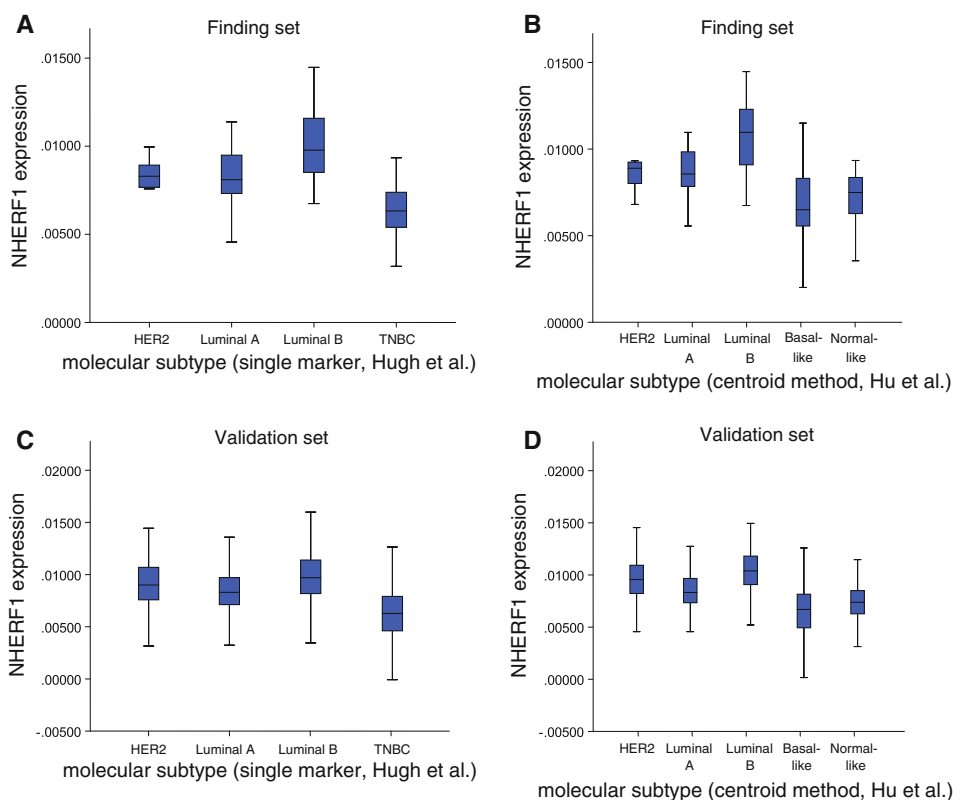 A
Finding set
NHERF1 expression
.01500
.01000
.00500
.00000
HER2 Luminal A Luminal B TNBC
molecular subtype (single marker, Hugh et al.)
B
Finding set
NHERF1 expression
.01500
.01000
.00500
.00000
HER2 Luminal Luminal Basal- Normal-
A B like like
molecular subtype (centroid method, Hu et al.)
C
Validation set
NHERF1 expression
.02000
.01500
.01000
.00500
.00000
-.00500
HER2 Luminal A Luminal B TNBC
molecular subtype (single marker, Hugh et al.)
D
Validation set
NHERF1 expression
.02000
.01500
.01000
.00500
.00000
-.00500
HER2 Luminal Luminal Basal- Normal-
A B like like
molecular subtype (centroid method, Hu et al.)